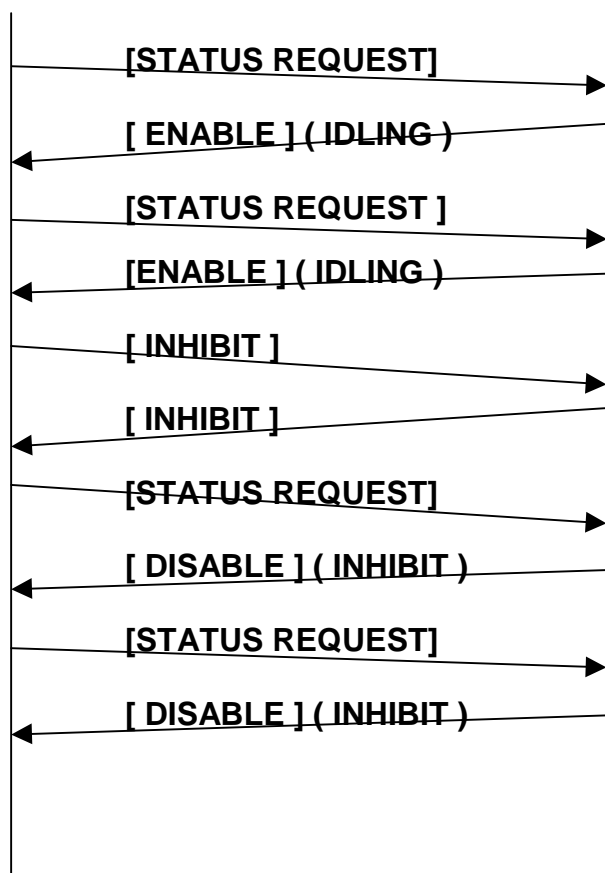 [STATUS REQUEST]
[ ENABLE ] ( IDLING )
[STATUS REQUEST ]
[ENABLE ] ( IDLING )
[ INHIBIT ]
[ INHIBIT ]
[STATUS REQUEST]
[ DISABLE ] ( INHIBIT )
[STATUS REQUEST]
[ DISABLE ] ( INHIBIT )